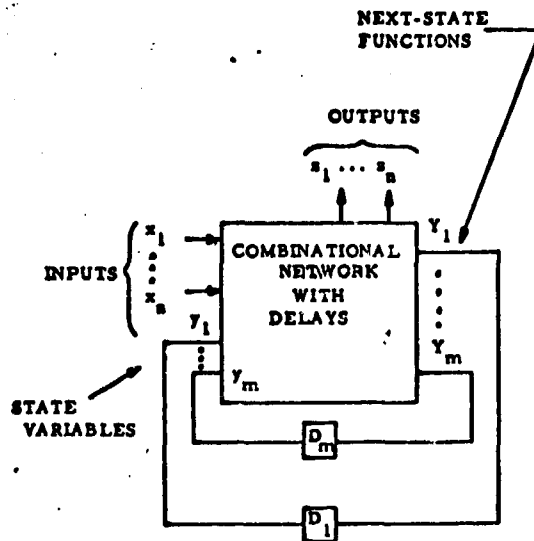 NEXT-STATE
FUNCTIONS
OUTPUTS
z1 ... zn
x1
xn
INPUTS
Y1
COMBINATIONAL
NETWORK
WITH
DELAYS
y1
ym
Ym
STATE
VARIABLES
Dm
D1